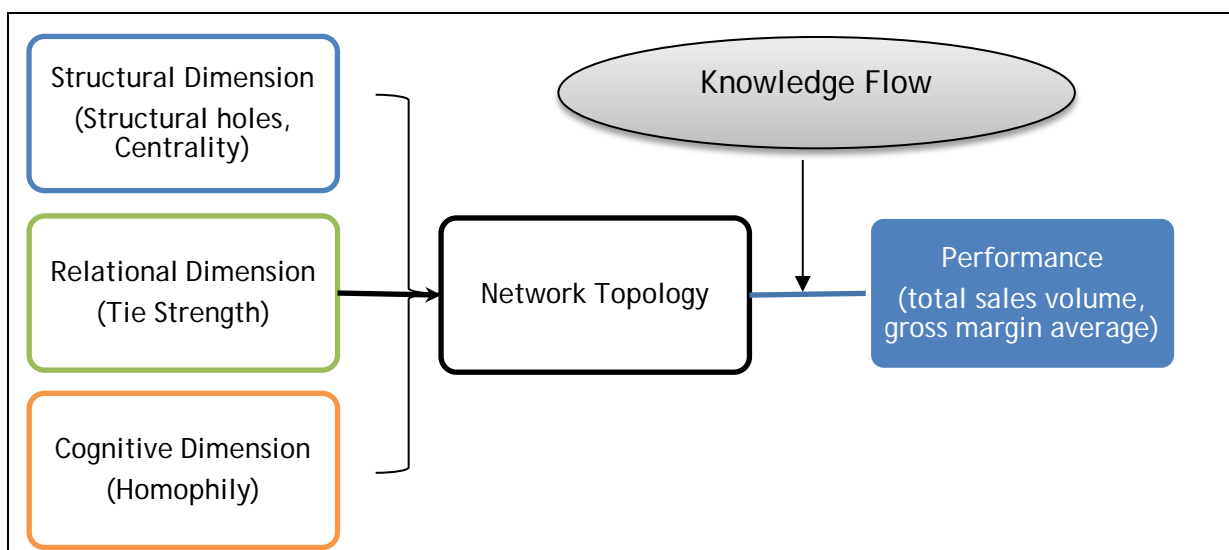 Structural Dimension
(Structural holes,
Centrality)
Relational Dimension
(Tie Strength)
Cognitive Dimension
(Homophily)
Network Topology
Knowledge Flow
Performance
(total sales volume,
gross margin average)